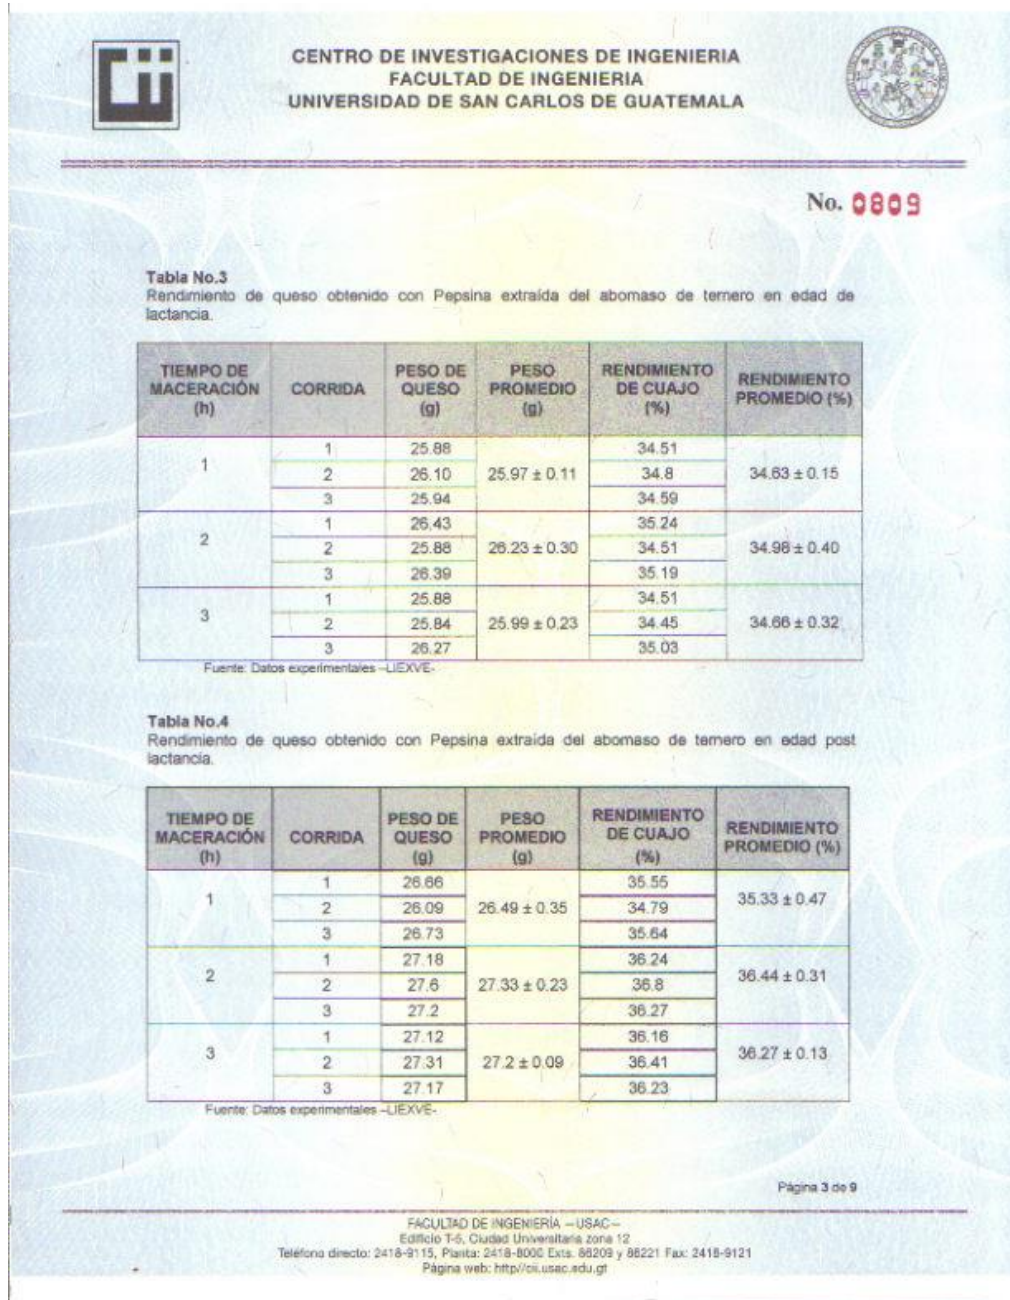 CENTRO DE INVESTIGACIONES DE INGENIERIA
FACULTAD DE INGENIERIA
UNIVERSIDAD DE SAN CARLOS DE GUATEMALA
No. 0809
Tabla No.3
Rendimiento de queso obtenido con Pepsina extraída del abomaso de ternero en edad de
lactancia.
TIEMPO DE MACERACIÓN (h) CORRIDA PESO DE QUESO (g) PESO PROMEDIO (g) RENDIMIENTO DE CUAJO (%) RENDIMIENTO PROMEDIO (%)
1 1 25.88 25.97 ± 0.11 34.51 34.63 ± 0.15
2 26.10 34.8
3 25.94 34.59
2 1 26.43 26.23 ± 0.30 35.24 34.98 ± 0.40
2 25.88 34.51
3 26.39 35.19
3 1 25.88 25.99 ± 0.23 34.51 34.66 ± 0.32
2 25.84 34.45
3 26.27 35.03
Fuente: Datos experimentales –LIEXVE-
Tabla No.4
Rendimiento de queso obtenido con Pepsina extraída del abomaso de ternero en edad post
lactancia.
TIEMPO DE MACERACIÓN (h) CORRIDA PESO DE QUESO (g) PESO PROMEDIO (g) RENDIMIENTO DE CUAJO (%) RENDIMIENTO PROMEDIO (%)
1 1 26.66 26.49 ± 0.35 35.55 35.33 ± 0.47
2 26.09 34.79
3 26.73 35.64
2 1 27.18 27.33 ± 0.23 36.24 36.44 ± 0.31
2 27.6 36.8
3 27.2 36.27
3 1 27.12 27.2 ± 0.09 36.16 36.27 ± 0.13
2 27.31 36.41
3 27.17 36.23
Fuente: Datos experimentales –LIEXVE-
Página 3 de 9
FACULTAD DE INGENIERÍA —USAC—
Edificio T-5, Ciudad Universitaria zona 12
Teléfono directo: 2418-9115, Planta: 2418-8000 Exts. 86209 y 86221 Fax: 2418-9121
Página web: http//cii.usac.edu.gt